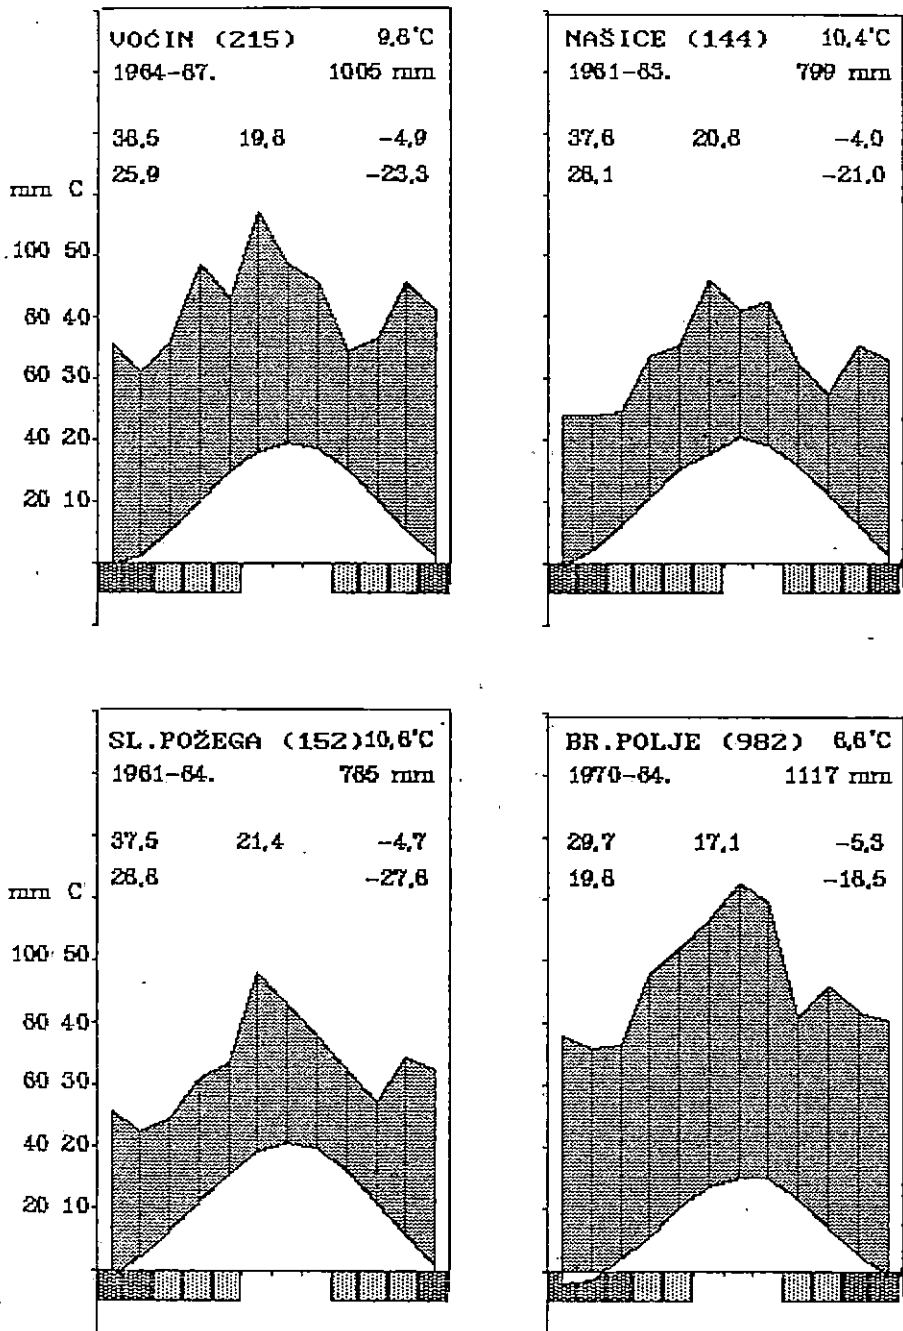 VOĆIN (215) 9,8'C
1964-87. 1005 mm
38,5 19,8 -4,9
25,9 -23,3
mm C
100 50
80 40
60 30
40 20
20 10
NAŠICE (144) 10,4'C
1961-83. 799 mm
37,8 20,8 -4,0
28,1 -21,0
SL.POŽEGA (152) 10,6'C
1961-84. 785 mm
37,5 21,4 -4,7
28,8 -27,8
mm C
100 50
80 40
60 30
40 20
20 10
BR.POLJE (982) 6,6'C
1970-84. 1117 mm
29,7 17,1 -5,3
19,8 -18,5